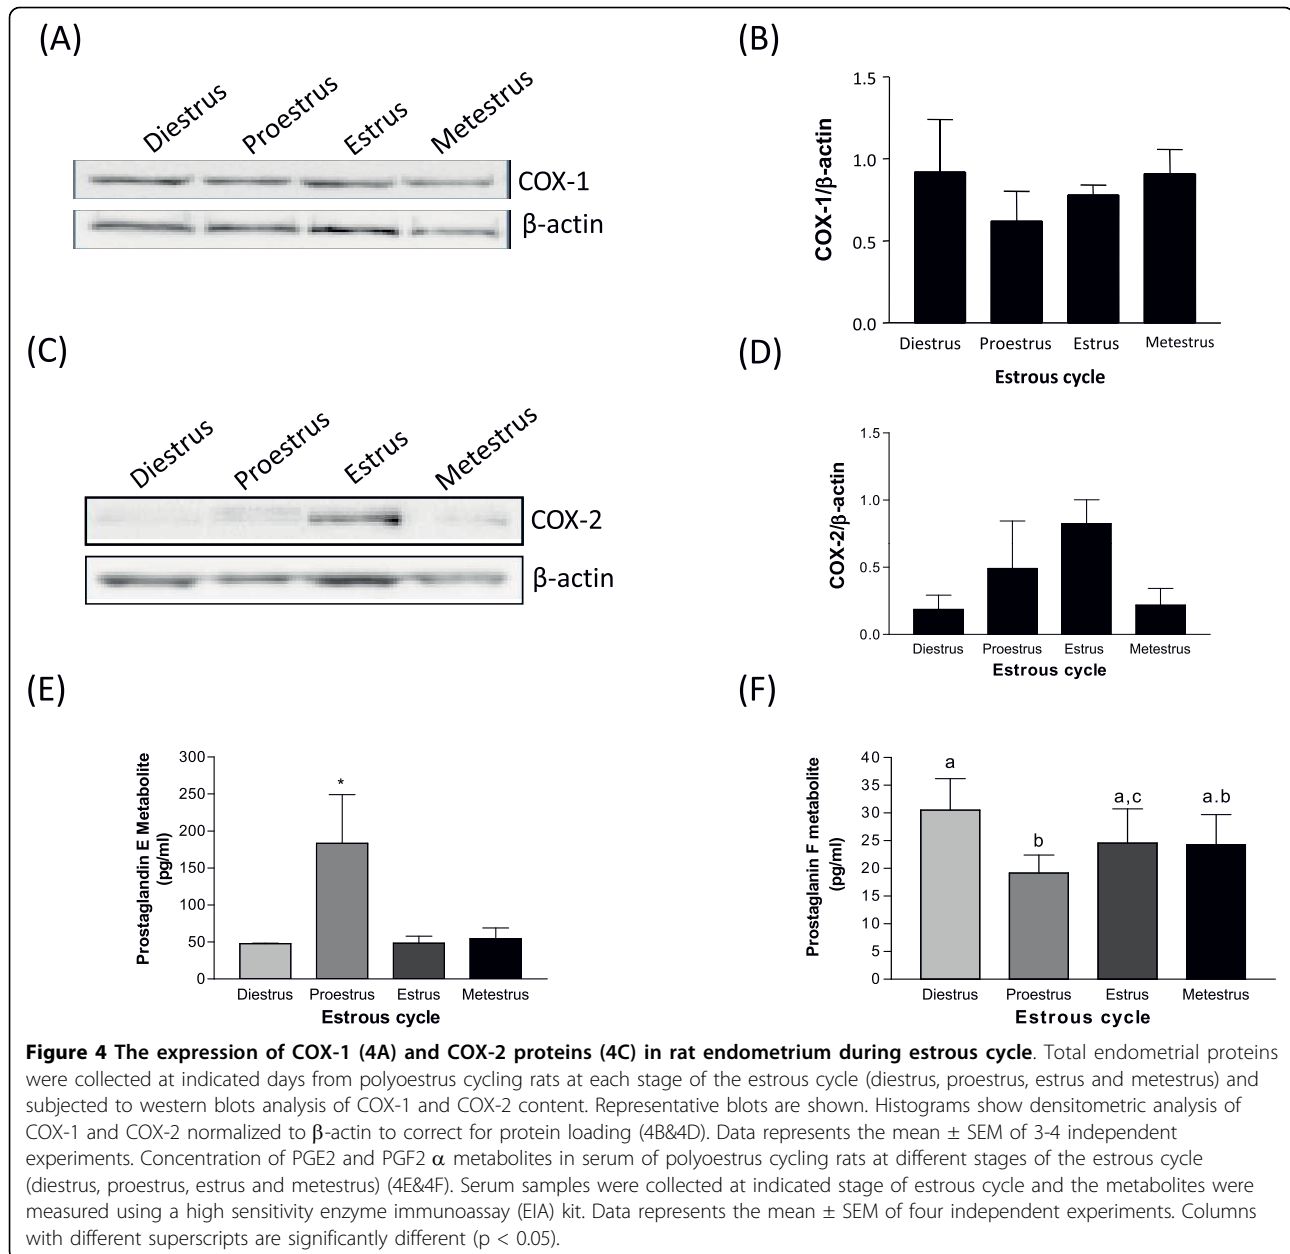 (A)
Diestrus
Proestrus
Estrus
Metestrus
COX-1
β-actin
(B)
COX-1/β-actin
1.5
1.0
0.5
0.0
Diestrus Proestrus Estrus Metestrus
Estrous cycle
(C)
Diestrus
Proestrus
Estrus
Metestrus
COX-2
β-actin
(D)
COX-2/β-actin
1.5
1.0
0.5
0.0
Diestrus Proestrus Estrus Metestrus
Estrous cycle
(E)
Prostaglandin E Metabolite
(pg/ml)
300
250
200
150
100
50
0
*
Diestrus Proestrus Estrus Metestrus
Estrous cycle
(F)
Prostaglanin F metabolite
(pg/ml)
40
35
30
25
20
15
10
5
0
a
b
a,c
a.b
Diestrus Proestrus Estrus Metestrus
Estrous cycle
Figure 4 The expression of COX-1 (4A) and COX-2 proteins (4C) in rat endometrium during estrous cycle. Total endometrial proteins
were collected at indicated days from polyoestrus cycling rats at each stage of the estrous cycle (diestrus, proestrus, estrus and metestrus) and
subjected to western blots analysis of COX-1 and COX-2 content. Representative blots are shown. Histograms show densitometric analysis of
COX-1 and COX-2 normalized to β-actin to correct for protein loading (4B&4D). Data represents the mean ± SEM of 3-4 independent
experiments. Concentration of PGE2 and PGF2 α metabolites in serum of polyoestrus cycling rats at different stages of the estrous cycle
(diestrus, proestrus, estrus and metestrus) (4E&4F). Serum samples were collected at indicated stage of estrous cycle and the metabolites were
measured using a high sensitivity enzyme immunoassay (EIA) kit. Data represents the mean ± SEM of four independent experiments. Columns
with different superscripts are significantly different (p < 0.05).